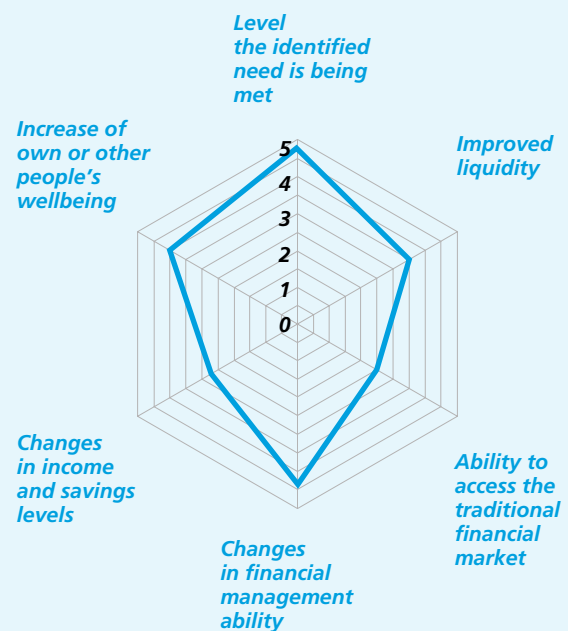 Level
the identified
need is being
met
Increase of
own or other
people's
wellbeing
Improved
liquidity
5
4
3
2
1
0
Changes
in income
and savings
levels
Ability to
access the
traditional
financial
market
Changes
in financial
management
ability